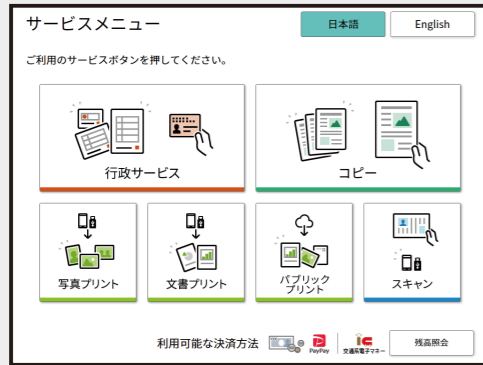 サービスメニュー
日本語
English
ご利用のサービスボタンを押してください。
行政サービス
コピー
写真プリント
文書プリント
パブリック
プリント
スキャン
利用可能な決済方法
PayPay
交通系電子マネー
残高照会